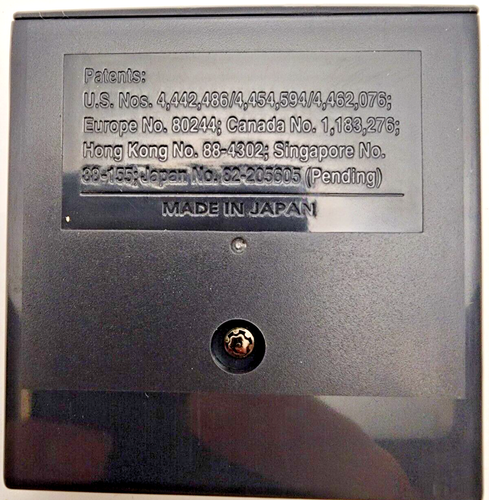 Patents:
U.S. Nos. 4,442,486/4,454,594/4,462,076;
Europe No. 80244; Canada No. 1,183,276;
Hong Kong No. 88-4302; Singapore No.
88-155; Japan No. 82-205605 (Pending)
MADE IN JAPAN